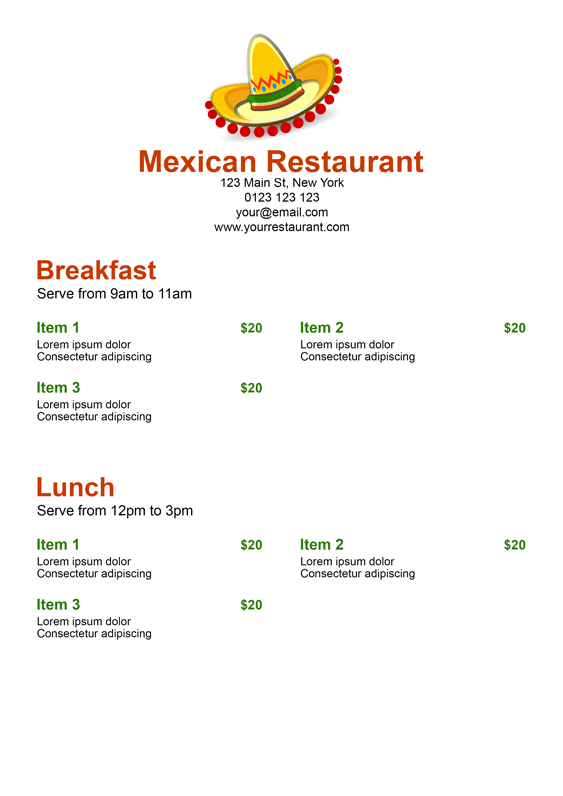 Mexican Restaurant
123 Main St, New York
0123 123 123
your@email.com
www.yourrestaurant.com
Breakfast
Serve from 9am to 11am
Item 1 $20
Lorem ipsum dolor
Consectetur adipiscing
Item 2 $20
Lorem ipsum dolor
Consectetur adipiscing
Item 3 $20
Lorem ipsum dolor
Consectetur adipiscing
Lunch
Serve from 12pm to 3pm
Item 1 $20
Lorem ipsum dolor
Consectetur adipiscing
Item 2 $20
Lorem ipsum dolor
Consectetur adipiscing
Item 3 $20
Lorem ipsum dolor
Consectetur adipiscing